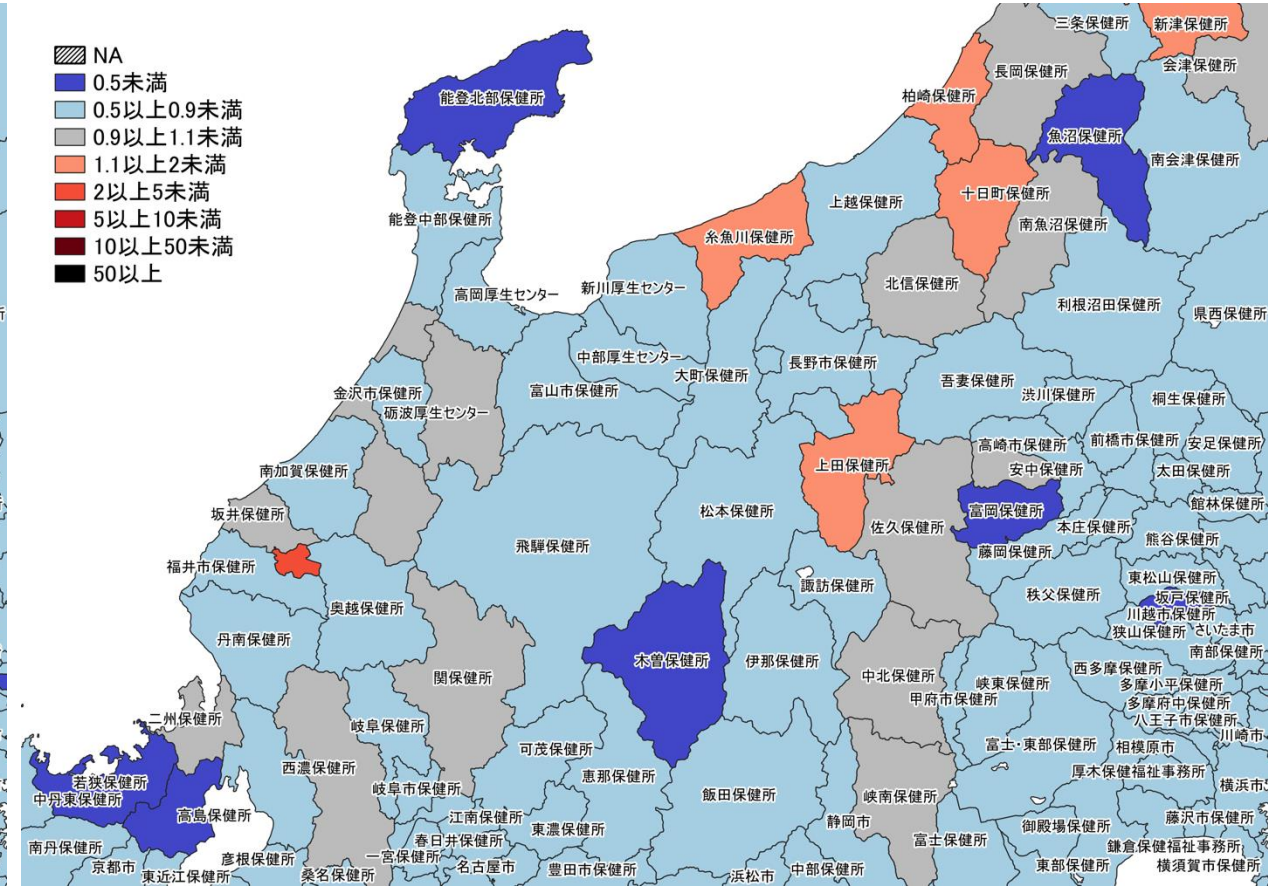 NA
0.5未満
0.5以上0.9未満
0.9以上1.1未満
1.1以上2未満
2以上5未満
5以上10未満
10以上50未満
50以上
三条保健所
新津保健所
長岡保健所
会津保健所
能登北部保健所
柏崎保健所
魚沼保健所
南会津保健所
十日町保健所
能登中部保健所
上越保健所
南魚沼保健所
糸魚川保健所
北信保健所
高岡厚生センター
新川厚生センター
利根沼田保健所
県西保健所
中部厚生センター
長野市保健所
大町保健所
吾妻保健所
富山市保健所
金沢市保健所
渋川保健所
桐生保健所
砺波厚生センター
高崎市保健所
前橋市保健所
安足保健所
南加賀保健所
上田保健所
安中保健所
太田保健所
館林保健所
坂井保健所
松本保健所
富岡保健所
佐久保健所
本庄保健所
飛騨保健所
熊谷保健所
福井市保健所
藤岡保健所
東松山保健所
諏訪保健所
秩父保健所
坂戸保健所
奥越保健所
川越市保健所
狭山保健所
さいたま市
丹南保健所
南部保健所
木曽保健所
伊那保健所
西多摩保健所
関保健所
中北保健所
峡東保健所
多摩小平保健所
甲府市保健所
多摩府中保健所
二州保健所
岐阜保健所
八王子市保健所
川崎市
可茂保健所
富士・東部保健所
相模原市
西濃保健所
恵那保健所
厚木保健福祉事務所
若狭保健所
岐阜市保健所
横浜市
中丹東保健所
飯田保健所
峡南保健所
高島保健所
江南保健所
静岡市
藤沢市保健所
東濃保健所
御殿場保健所
春日井保健所
富士保健所
鎌倉保健福祉事務所
南丹保健所
一宮保健所
京都市
彦根保健所
名古屋市
豊田市保健所
中部保健所
東部保健所
横須賀市保健所
東近江保健所
桑名保健所
浜松市